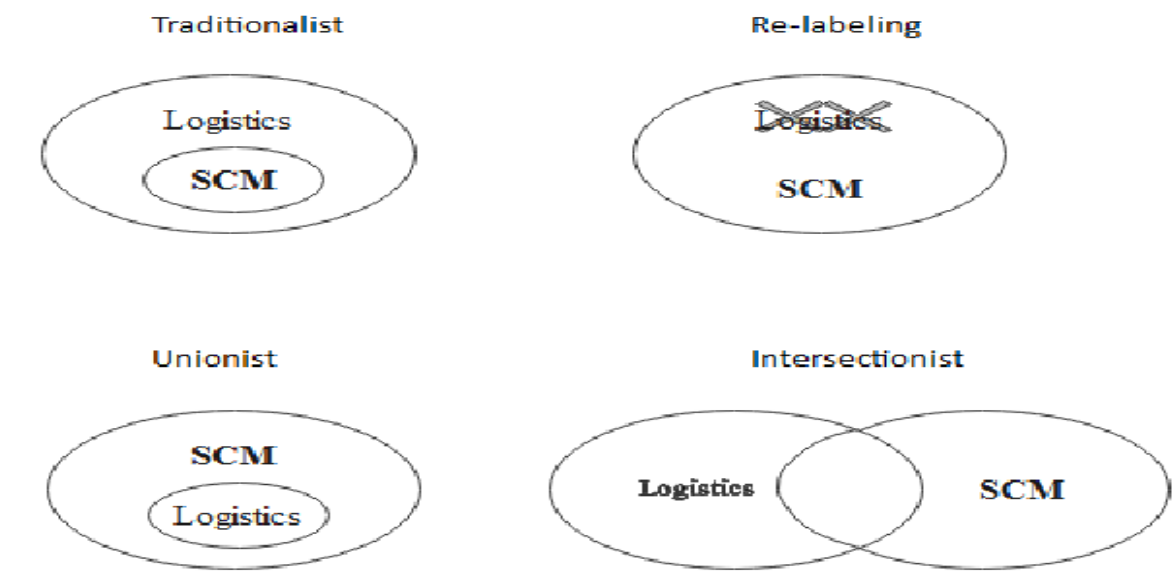 Traditionalist
Re-labeling
Logistics
SCM
Logistics
SCM
Unionist
Intersectionist
SCM
Logistics
Logistics
SCM